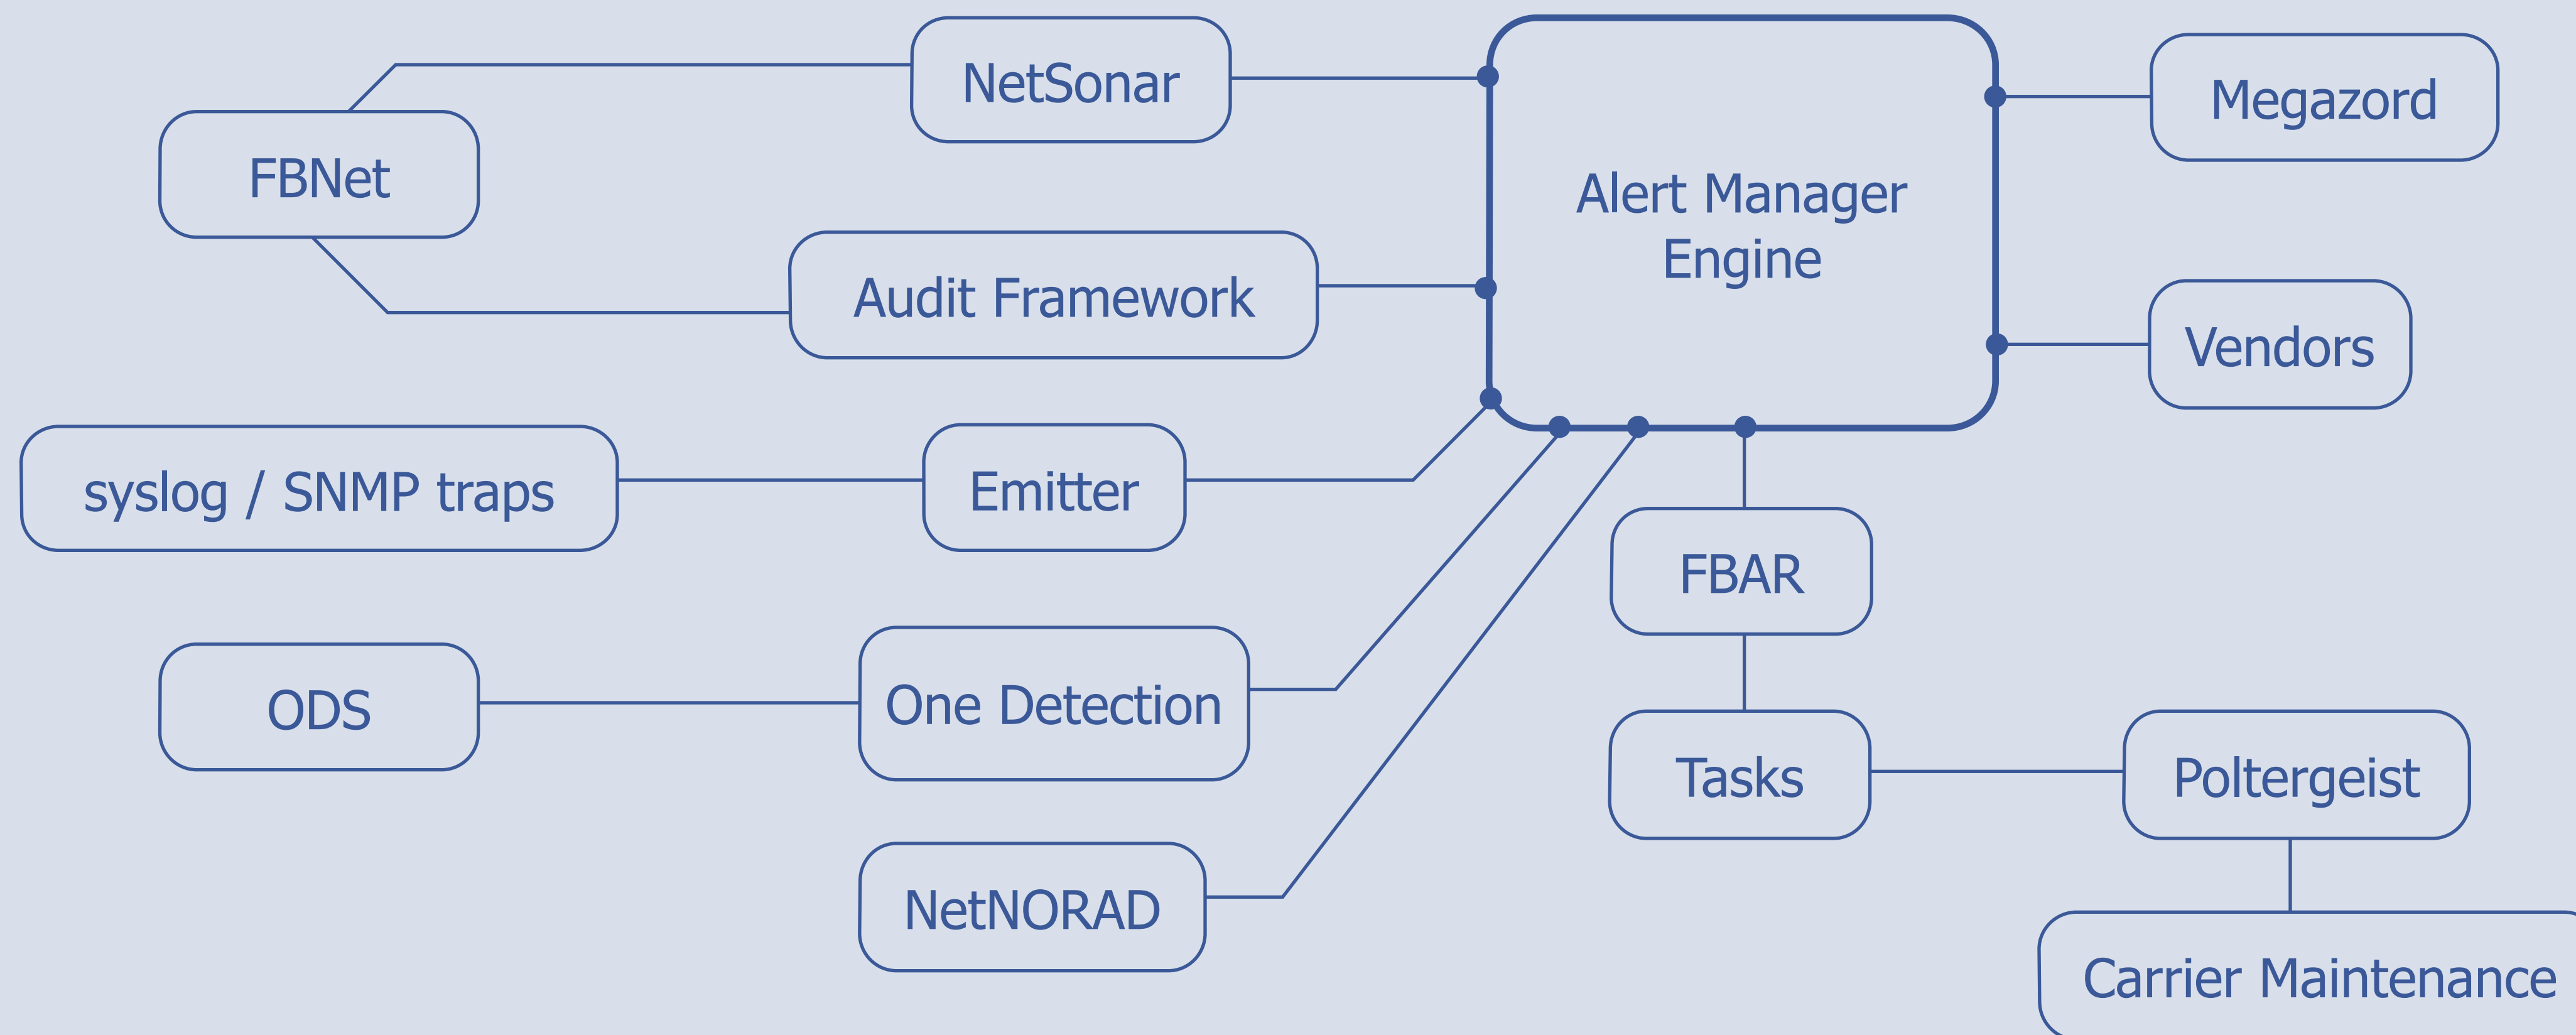 NetSonar
Megazord
FBNet
Alert Manager
Engine
Audit Framework
Vendors
syslog / SNMP traps
Emitter
FBAR
ODS
One Detection
Tasks
Poltergeist
NetNORAD
Carrier Maintenance